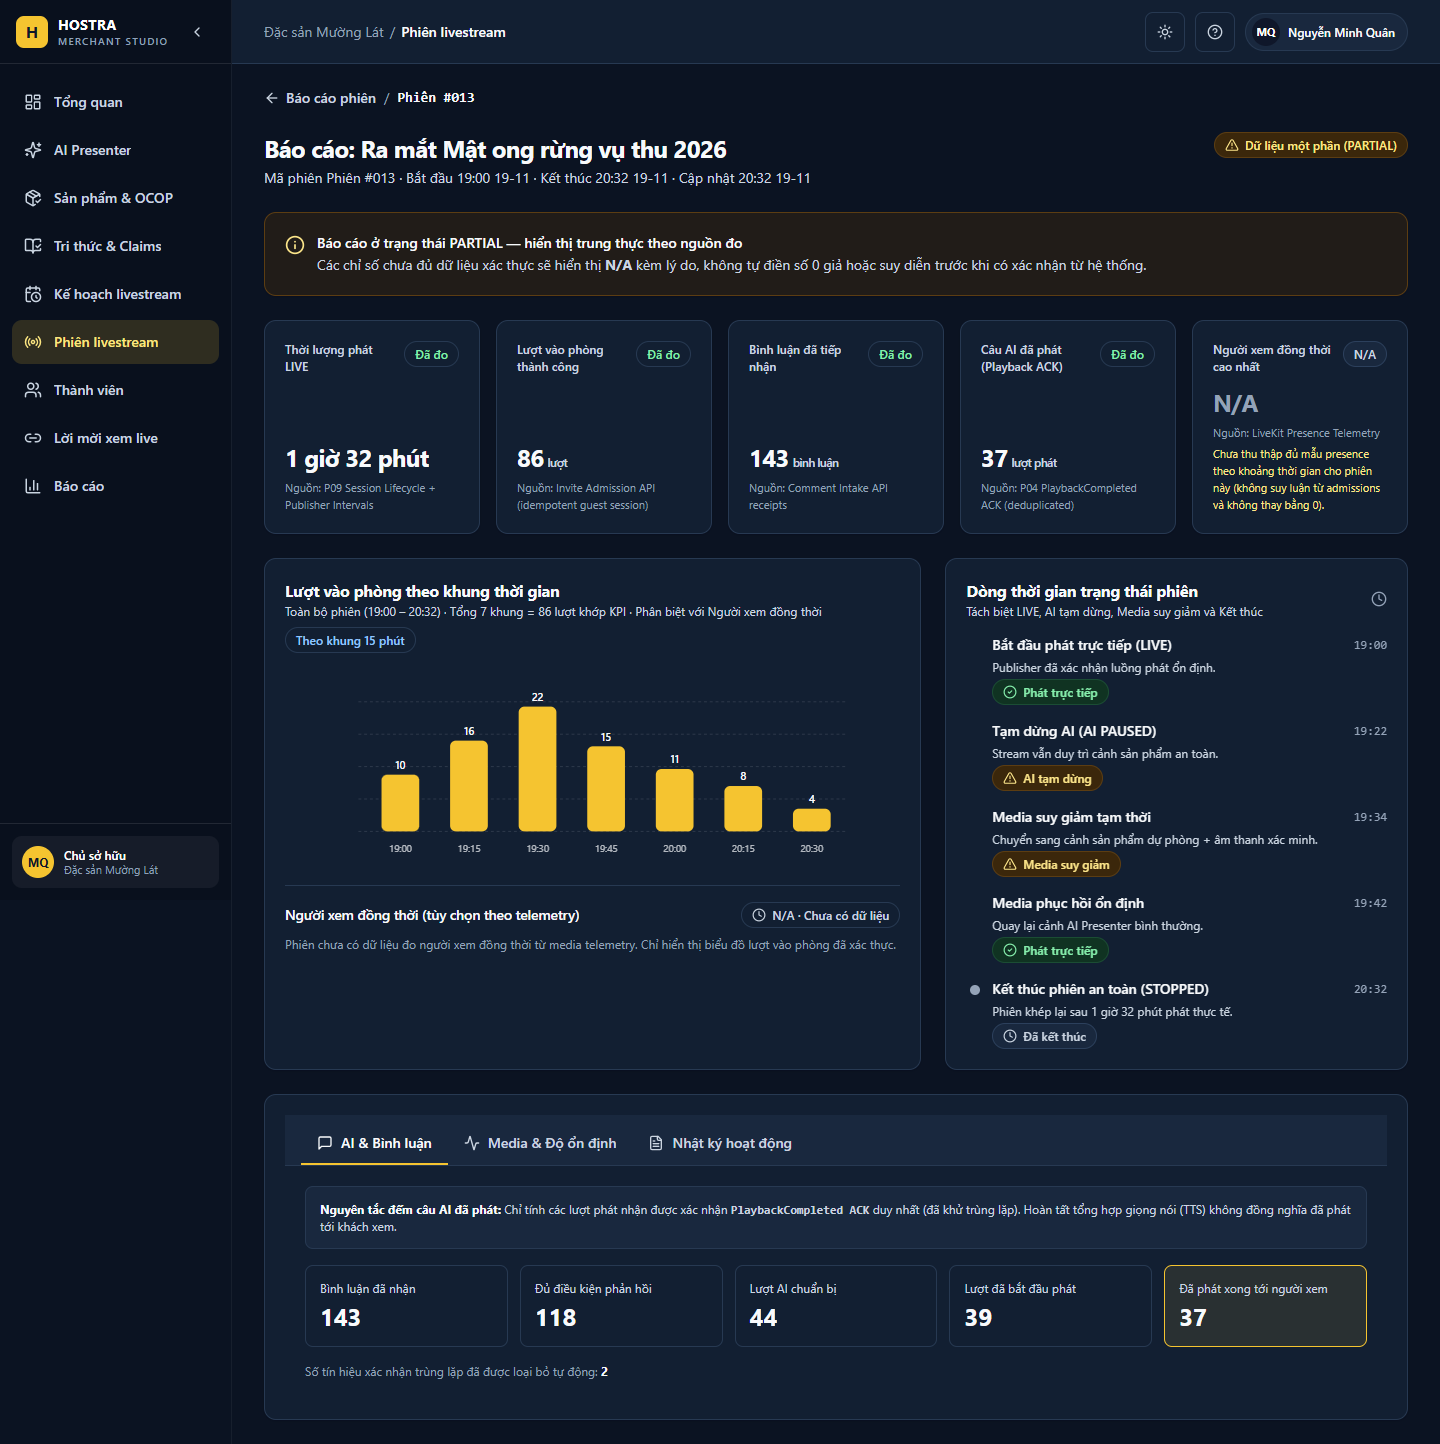 H
HOSTRA
MERCHANT STUDIO
Đặc sản Mường Lát / Phiên livestream
MQ Nguyễn Minh Quân
Tổng quan
AI Presenter
Sản phẩm & OCOP
Tri thức & Claims
Kế hoạch livestream
Phiên livestream
Thành viên
Lời mời xem live
Báo cáo
MQ
Chủ sở hữu
Đặc sản Mường Lát
Báo cáo phiên / Phiên #013
Báo cáo: Ra mắt Mật ong rừng vụ thu 2026
Dữ liệu một phần (PARTIAL)
Mã phiên Phiên #013 · Bắt đầu 19:00 19-11 · Kết thúc 20:32 19-11 · Cập nhật 20:32 19-11
Báo cáo ở trạng thái PARTIAL — hiển thị trung thực theo nguồn đo
Các chỉ số chưa đủ dữ liệu xác thực sẽ hiển thị N/A kèm lý do, không tự điền số 0 giả hoặc suy diễn trước khi có xác nhận từ hệ thống.
Thời lượng phát
LIVE
Đã đo
1 giờ 32 phút
Nguồn: P09 Session Lifecycle +
Publisher Intervals
Lượt vào phòng
thành công
Đã đo
86 lượt
Nguồn: Invite Admission API
(idempotent guest session)
Bình luận đã tiếp
nhận
Đã đo
143 bình luận
Nguồn: Comment Intake API
receipts
Câu AI đã phát
(Playback ACK)
Đã đo
37 lượt phát
Nguồn: P04 PlaybackCompleted
ACK (deduplicated)
Người xem đồng thời
cao nhất
N/A
N/A
Nguồn: LiveKit Presence Telemetry
Chưa thu thập đủ mẫu presence
theo khoảng thời gian cho phiên
này (không suy luận từ admissions
và không thay bằng 0).
Lượt vào phòng theo khung thời gian
Toàn bộ phiên (19:00 – 20:32) · Tổng 7 khung = 86 lượt khớp KPI · Phân biệt với Người xem đồng thời
Theo khung 15 phút
10
16
22
15
11
8
4
19:00 19:15 19:30 19:45 20:00 20:15 20:30
Người xem đồng thời (tùy chọn theo telemetry)
N/A · Chưa có dữ liệu
Phiên chưa có dữ liệu đo người xem đồng thời từ media telemetry. Chỉ hiển thị biểu đồ lượt vào phòng đã xác thực.
Dòng thời gian trạng thái phiên
Tách biệt LIVE, AI tạm dừng, Media suy giảm và Kết thúc
Bắt đầu phát trực tiếp (LIVE) 19:00
Publisher đã xác nhận luồng phát ổn định.
Phát trực tiếp
Tạm dừng AI (AI PAUSED) 19:22
Stream vẫn duy trì cảnh sản phẩm an toàn.
AI tạm dừng
Media suy giảm tạm thời 19:34
Chuyển sang cảnh sản phẩm dự phòng + âm thanh xác minh.
Media suy giảm
Media phục hồi ổn định 19:42
Quay lại cảnh AI Presenter bình thường.
Phát trực tiếp
Kết thúc phiên an toàn (STOPPED) 20:32
Phiên khép lại sau 1 giờ 32 phút phát thực tế.
Đã kết thúc
AI & Bình luận
Media & Độ ổn định
Nhật ký hoạt động
Nguyên tắc đếm câu AI đã phát: Chỉ tính các lượt phát nhận được xác nhận PlaybackCompleted ACK duy nhất (đã khử trùng lặp). Hoàn tất tổng hợp giọng nói (TTS) không đồng nghĩa đã phát
tới khách xem.
Bình luận đã nhận
143
Đủ điều kiện phản hồi
118
Lượt AI chuẩn bị
44
Lượt đã bắt đầu phát
39
Đã phát xong tới người xem
37
Số tín hiệu xác nhận trùng lặp đã được loại bỏ tự động: 2